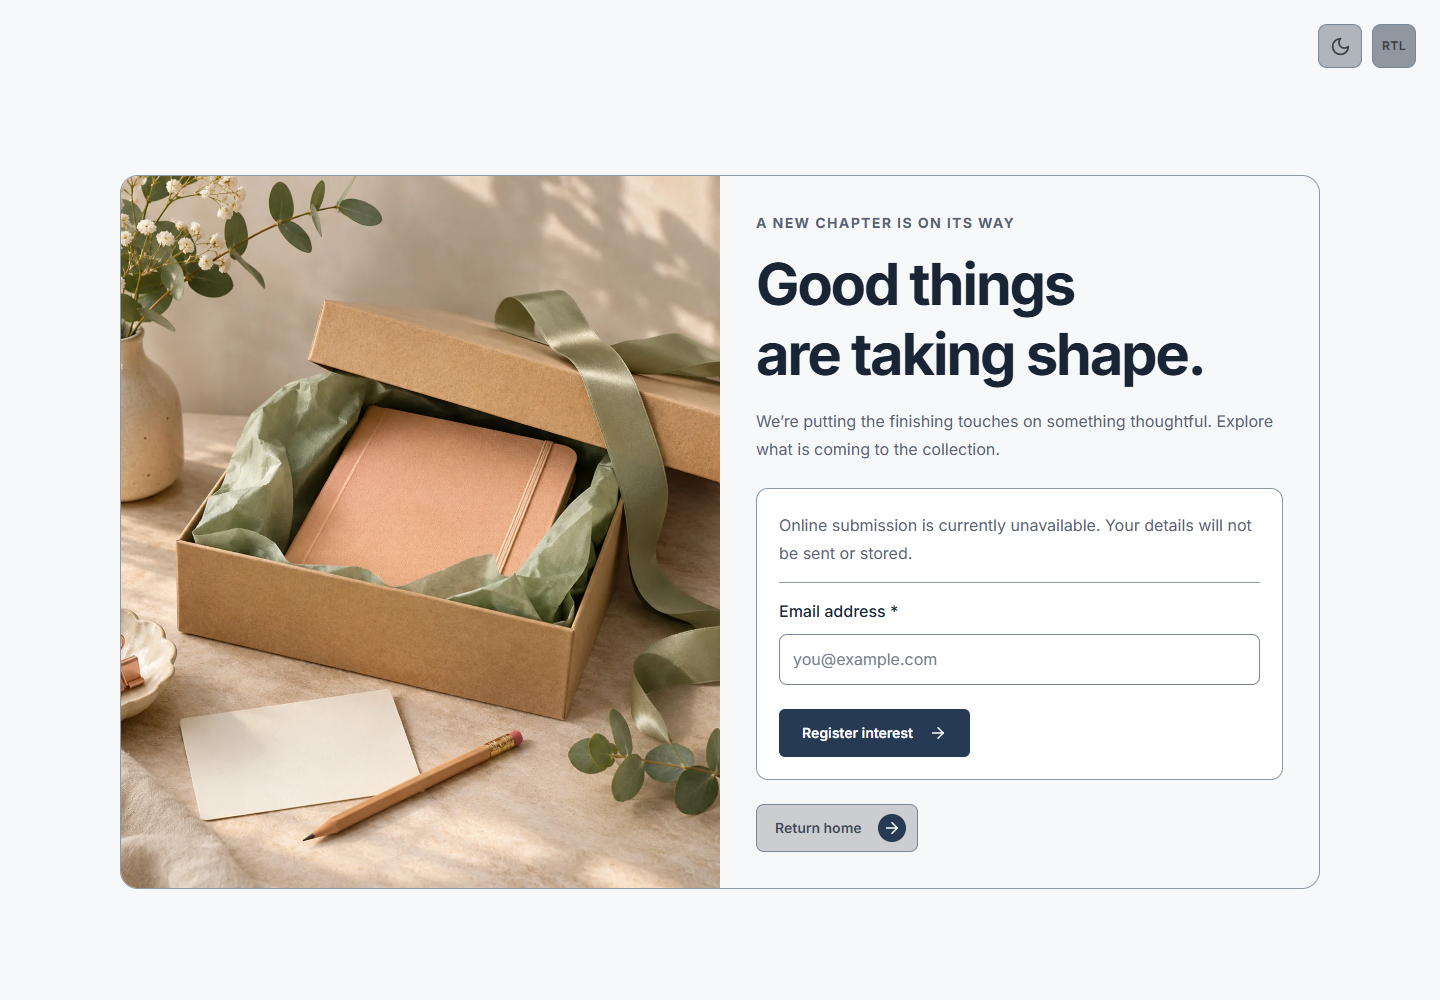 RTL
A NEW CHAPTER IS ON ITS WAY
Good things
are taking shape.
We’re putting the finishing touches on something thoughtful. Explore
what is coming to the collection.
Online submission is currently unavailable. Your details will not
be sent or stored.
Email address *
you@example.com
Register interest
Return home